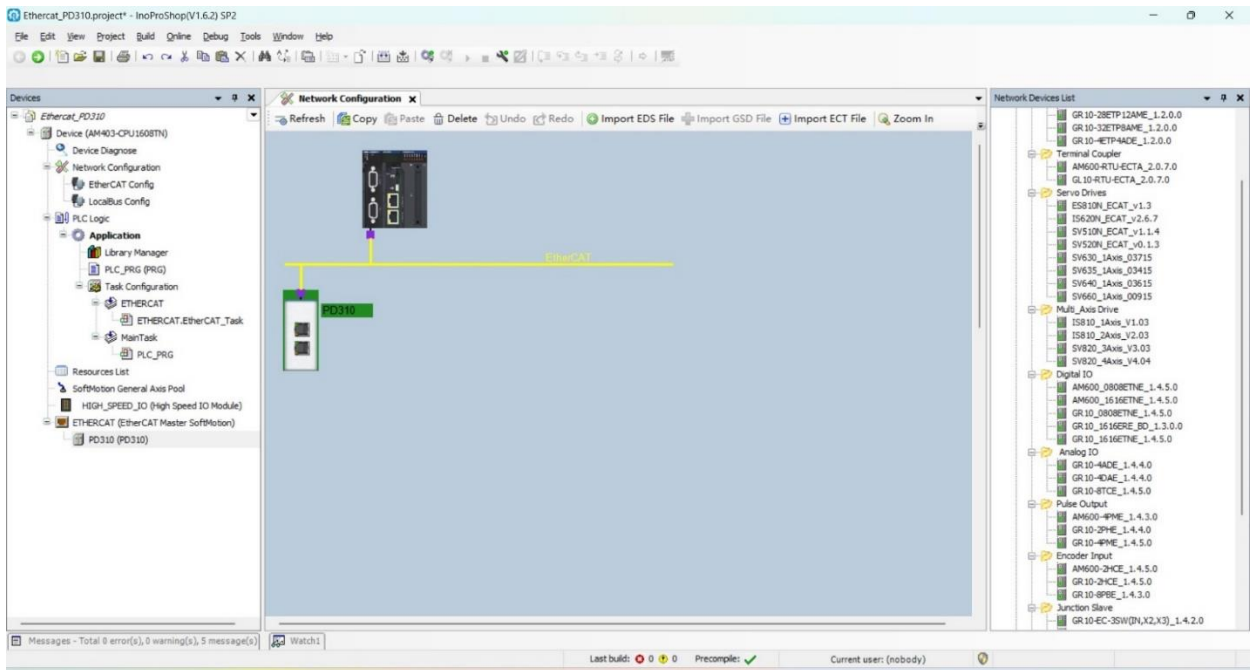 Ethercat_PD310.project* - InoProShop(V1.6.2) SP2
File Edit View Project Build Online Debug Tools Window Help
Devices
Ethercat_PD310
Device (AM403-CPU1608TN)
Device Diagnose
Network Configuration
EtherCAT Config
LocalBus Config
PLC Logic
Application
Library Manager
PLC_PRG (PRG)
Task Configuration
ETHERCAT
ETHERCAT.EtherCAT_Task
MainTask
PLC_PRG
Resources List
SoftMotion General Axis Pool
HIGH_SPEED_IO (High Speed IO Module)
ETHERCAT (EtherCAT Master SoftMotion)
PD310 (PD310)
Network Configuration
Refresh Copy Paste Delete Undo Redo Import EDS File Import GSD File Import ECT File Zoom In
EtherCAT
PD310
Network Devices List
GR10-28ETP12AME_1.2.0.0
GR10-32ETP8AME_1.2.0.0
GR10-4ETP4ADE_1.2.0.0
Terminal Coupler
AM600-RTU-ECTA_2.0.7.0
GL10-RTU-ECTA_2.0.7.0
Servo Drives
ES810N_ECAT_v1.3
IS620N_ECAT_v2.6.7
SV510N_ECAT_v1.1.4
SV520N_ECAT_v0.1.3
SV630_1Axis_03715
SV635_1Axis_03415
SV640_1Axis_03615
SV660_1Axis_00915
Multi_Axis Drive
IS810_1Axis_V1.03
IS810_2Axis_V2.03
SV820_3Axis_V3.03
SV820_4Axis_V4.04
Digital IO
AM600_0808ETNE_1.4.5.0
AM600_1616ETNE_1.4.5.0
GR10_0808ETNE_1.4.5.0
GR10_1616ERE_BD_1.3.0.0
GR10_1616ETNE_1.4.5.0
Analog IO
GR10-4ADE_1.4.4.0
GR10-4DAE_1.4.4.0
GR10-8TCE_1.4.5.0
Pulse Output
AM600-4PME_1.4.3.0
GR10-2PHE_1.4.4.0
GR10-4PME_1.4.5.0
Encoder Input
AM600-2HCE_1.4.5.0
GR10-2HCE_1.4.5.0
GR10-8PBE_1.4.3.0
Junction Slave
GR10-EC-3SW(IN,X2,X3)_1.4.2.0
Messages - Total 0 error(s), 0 warning(s), 5 message(s)
Watch1
Last build: 0 0 Precompile: Current user: (nobody)